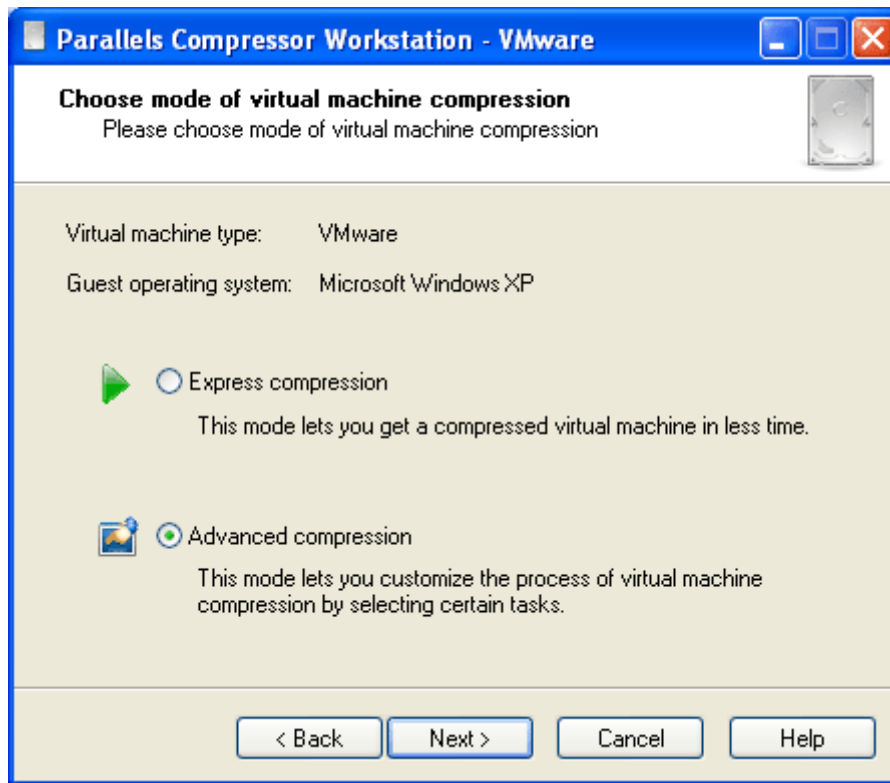 Parallels Compressor Workstation - VMware
Choose mode of virtual machine compression
Please choose mode of virtual machine compression
Virtual machine type: VMware
Guest operating system: Microsoft Windows XP
Express compression
This mode lets you get a compressed virtual machine in less time.
Advanced compression
This mode lets you customize the process of virtual machine
compression by selecting certain tasks.
< Back Next > Cancel Help